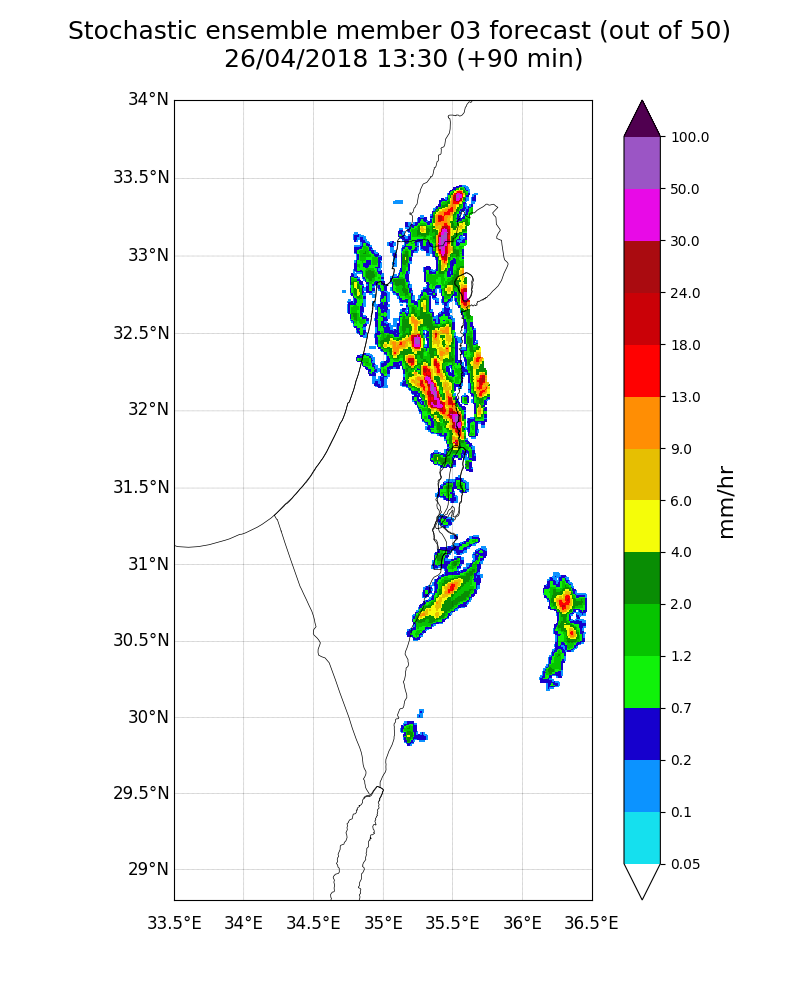 Stochastic ensemble member 03 forecast (out of 50)
26/04/2018 13:30 (+90 min)
34°N
33.5°N
33°N
32.5°N
32°N
31.5°N
31°N
30.5°N
30°N
29.5°N
29°N
33.5°E 34°E 34.5°E 35°E 35.5°E 36°E 36.5°E
100.0
50.0
30.0
24.0
18.0
13.0
9.0
6.0
4.0
2.0
1.2
0.7
0.2
0.1
0.05
mm/hr